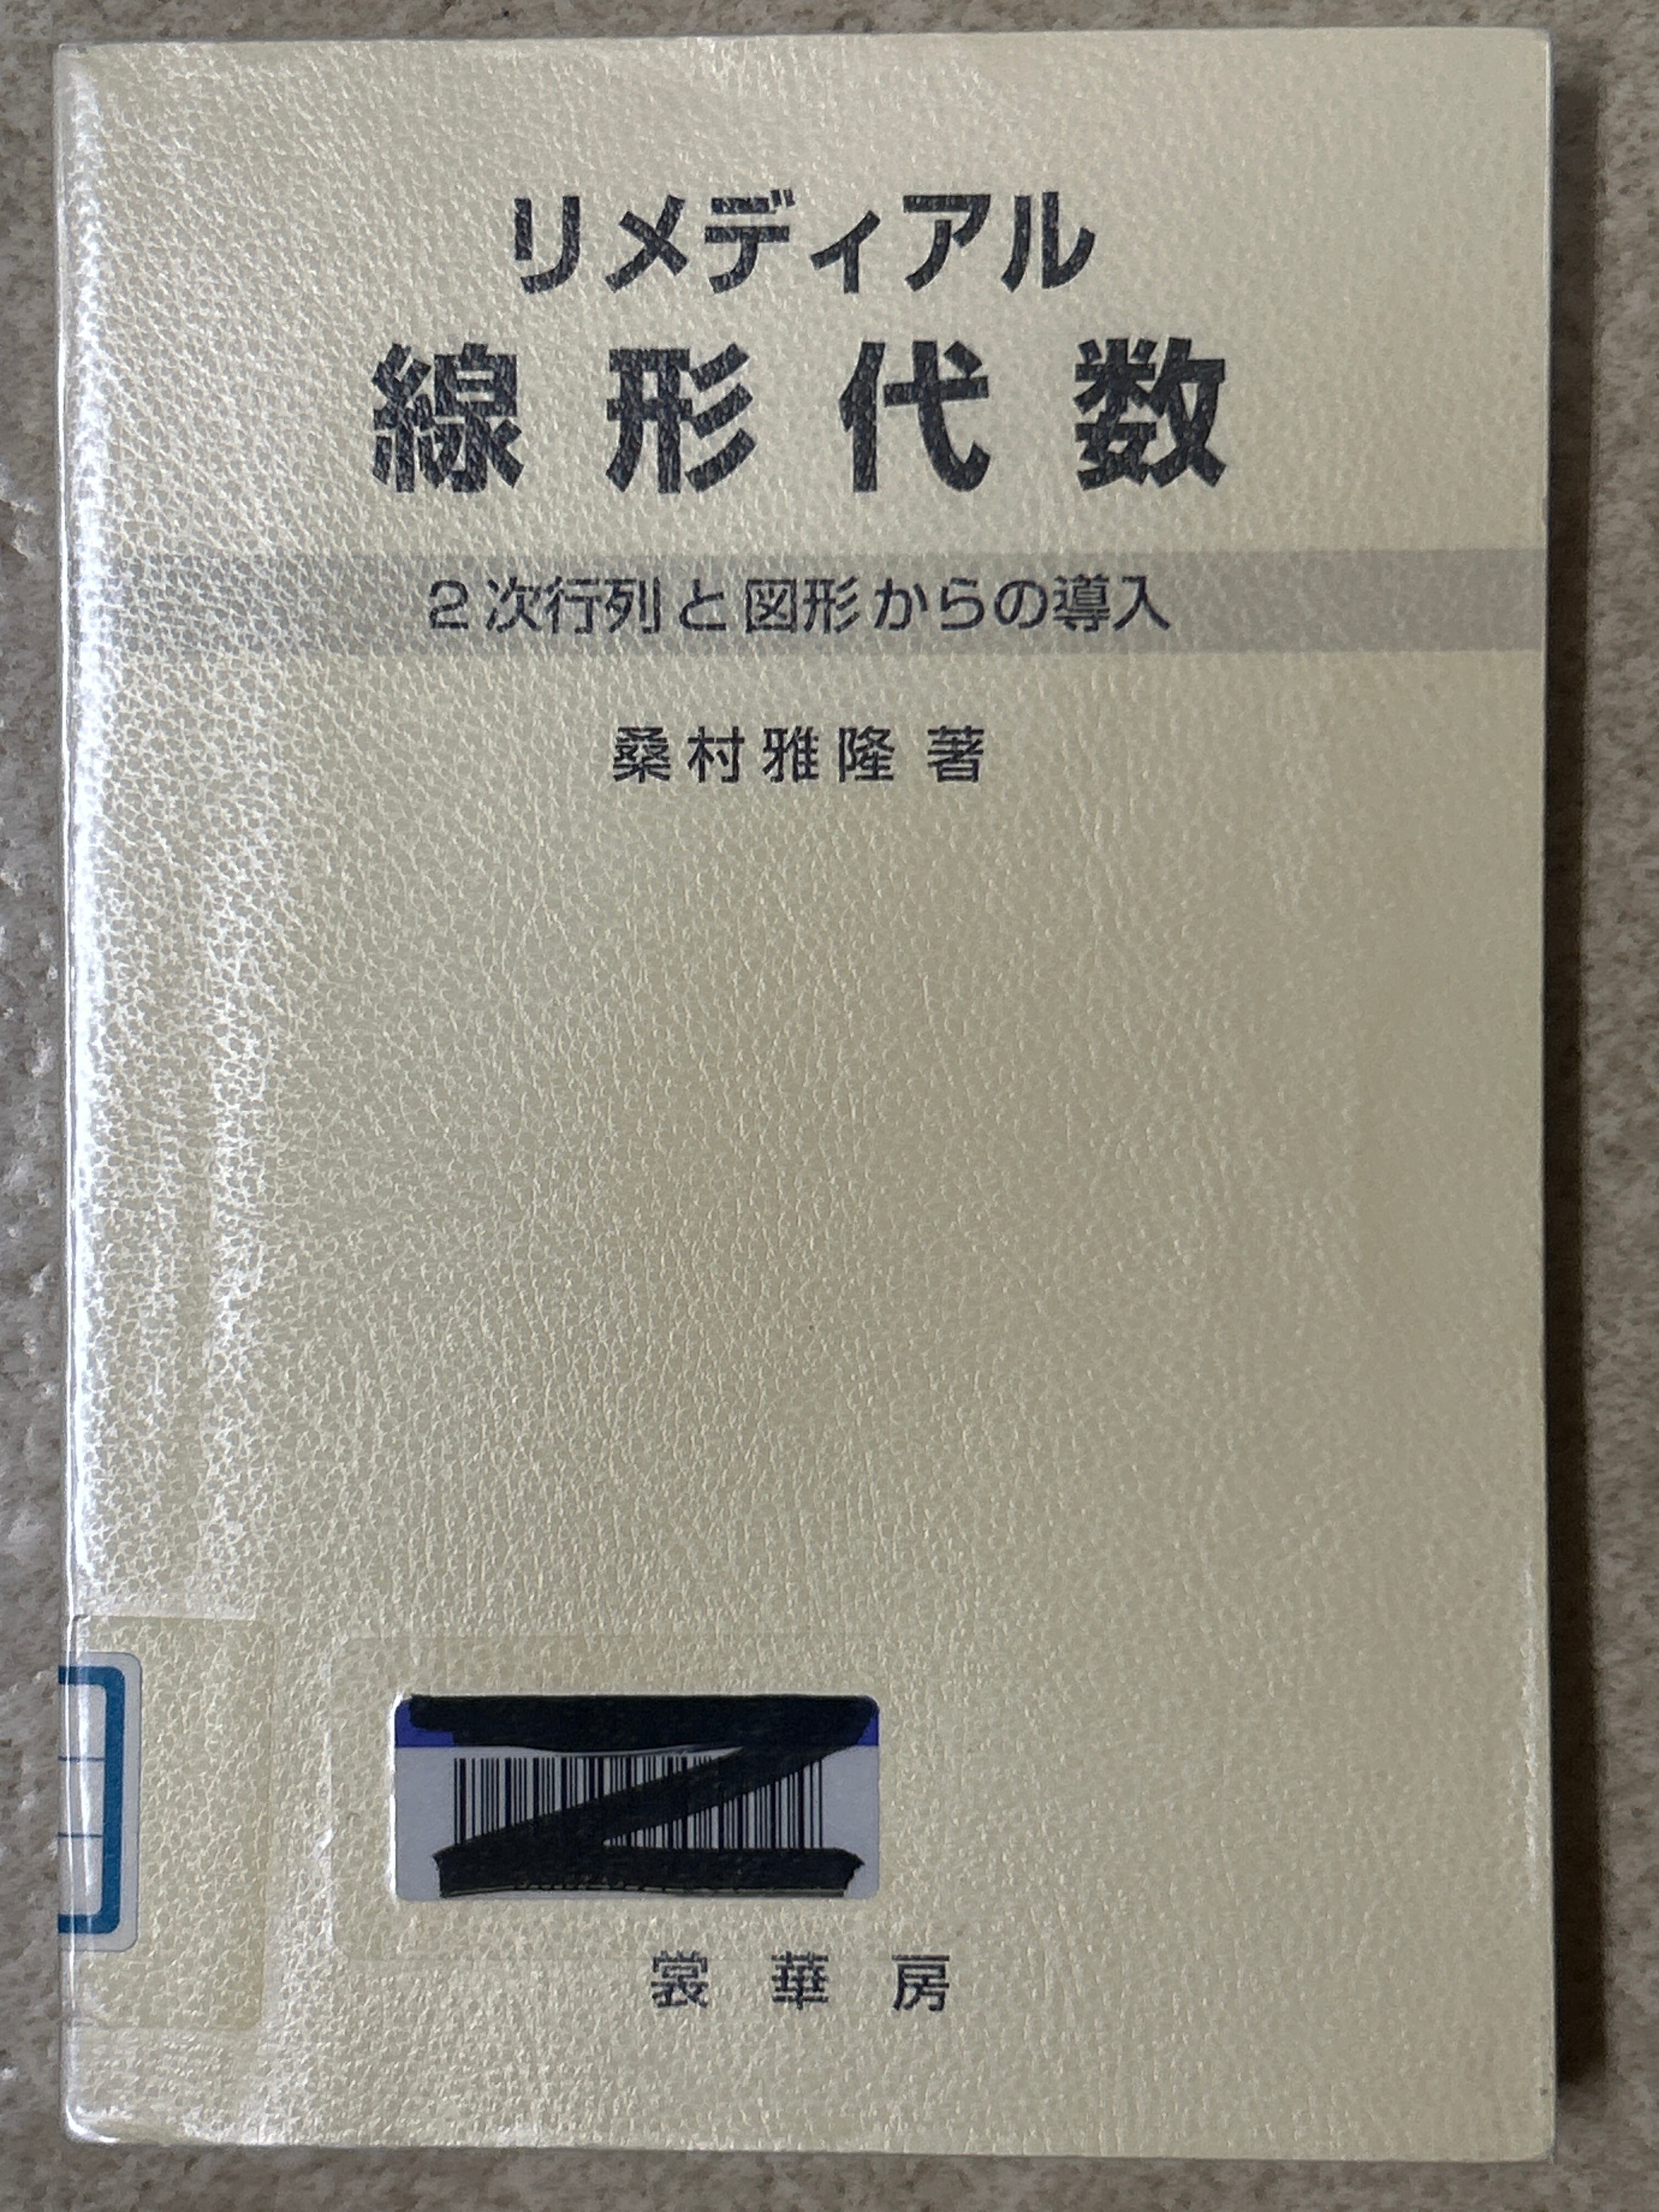 リメディアル
線形代数
2次行列と図形からの導入
桑村雅隆 著
裳華房